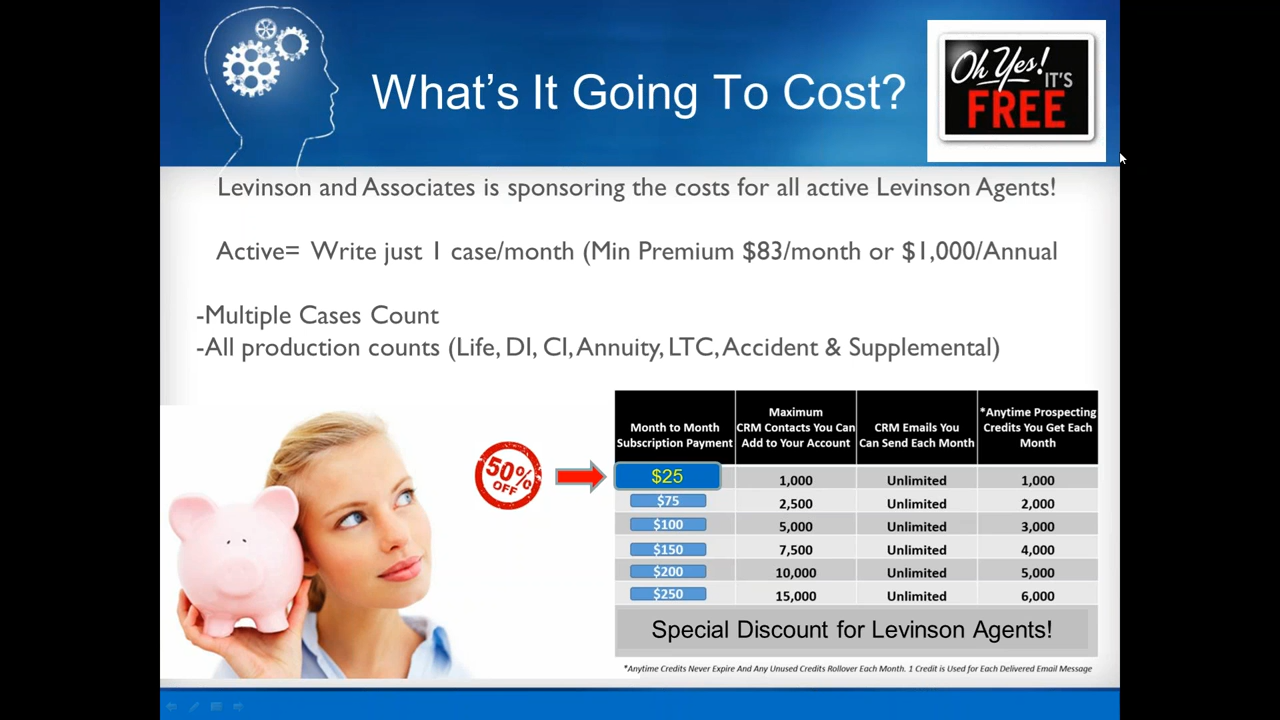 What's It Going To Cost?
Oh Yes! IT'S
FREE
Levinson and Associates is sponsoring the costs for all active Levinson Agents!
Active= Write just 1 case/month (Min Premium $83/month or $1,000/Annual
-Multiple Cases Count
-All production counts (Life, DI, CI, Annuity, LTC, Accident & Supplemental)
50%
OFF
Month to Month Subscription Payment | Maximum CRM Contacts You Can Add to Your Account | CRM Emails You Can Send Each Month | *Anytime Prospecting Credits You Get Each Month
$25 1,000 Unlimited 1,000
$75 2,500 Unlimited 2,000
$100 5,000 Unlimited 3,000
$150 7,500 Unlimited 4,000
$200 10,000 Unlimited 5,000
$250 15,000 Unlimited 6,000
Special Discount for Levinson Agents!
*Anytime Credits Never Expire And Any Unused Credits Rollover Each Month. 1 Credit is Used for Each Delivered Email Message